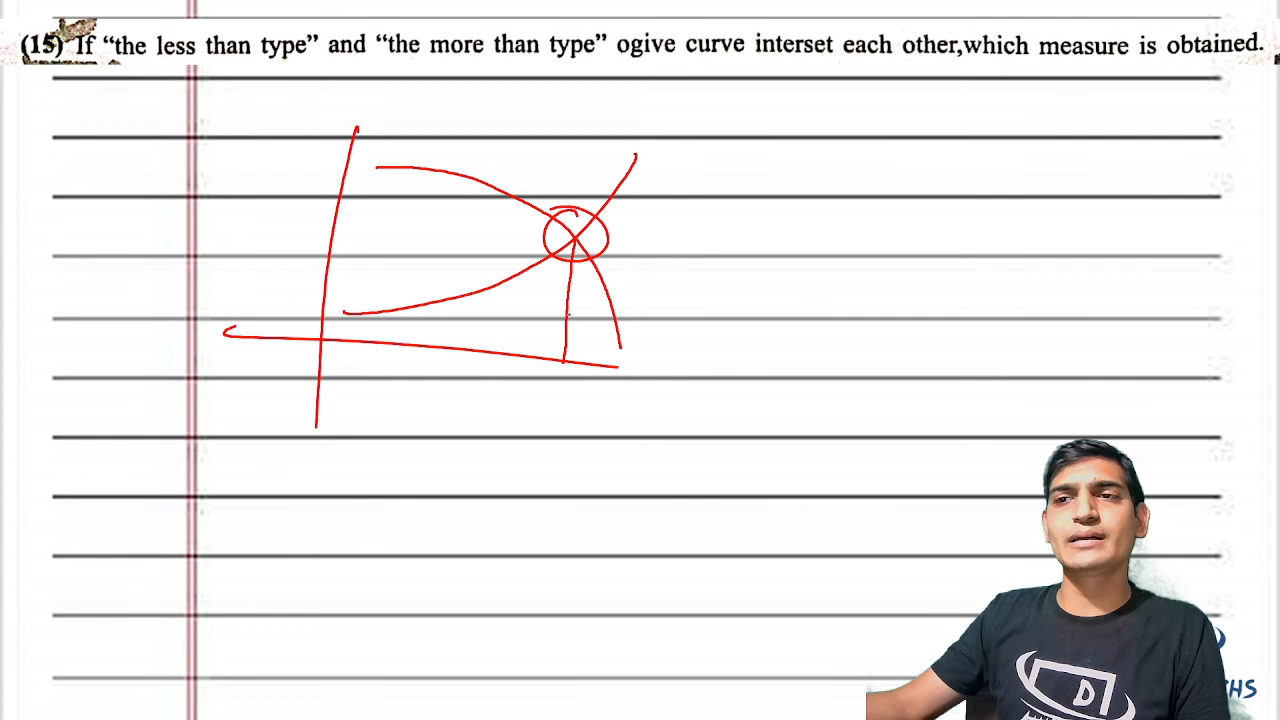 (15) If “the less than type” and “the more than type” ogive curve interset each other,which measure is obtained.
D
HS